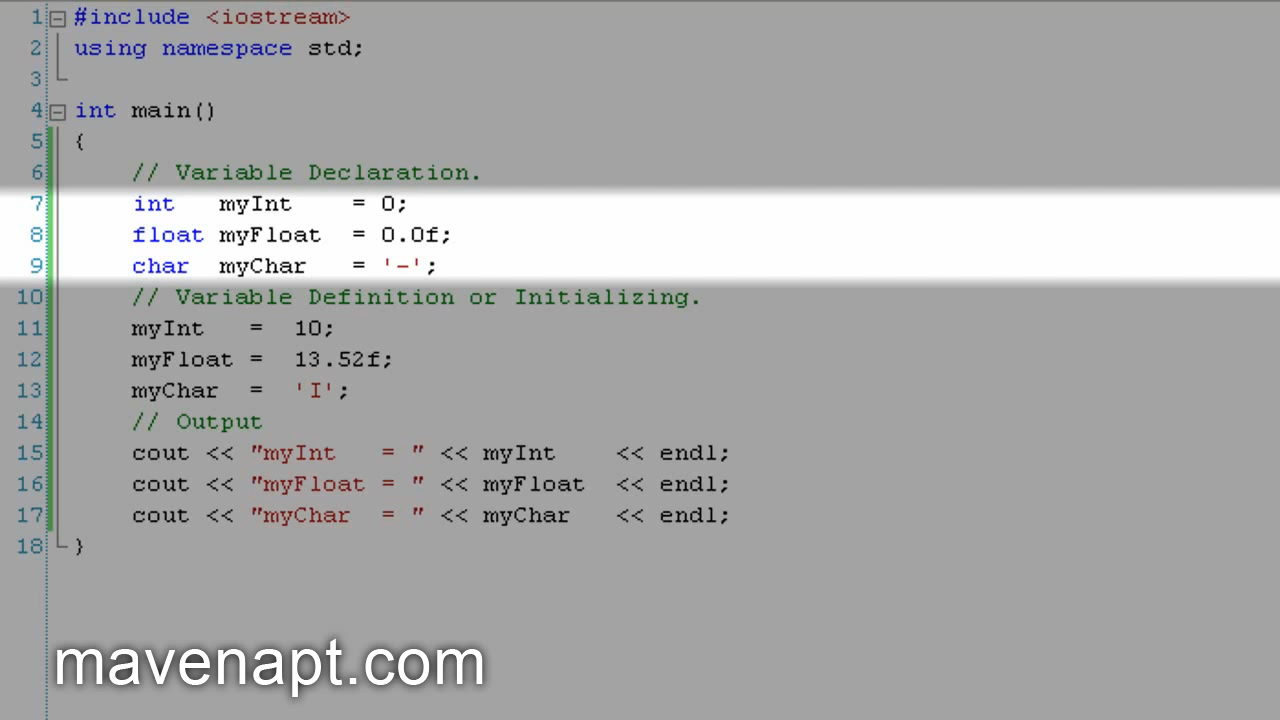 1 #include <iostream>
2 using namespace std;
3
4 int main()
5 {
6 // Variable Declaration.
7 int myInt = 0;
8 float myFloat = 0.0f;
9 char myChar = '-';
10 // Variable Definition or Initializing.
11 myInt = 10;
12 myFloat = 13.52f;
13 myChar = 'I';
14 // Output
15 cout << "myInt = " << myInt << endl;
16 cout << "myFloat = " << myFloat << endl;
17 cout << "myChar = " << myChar << endl;
18 }
mavenapt.com